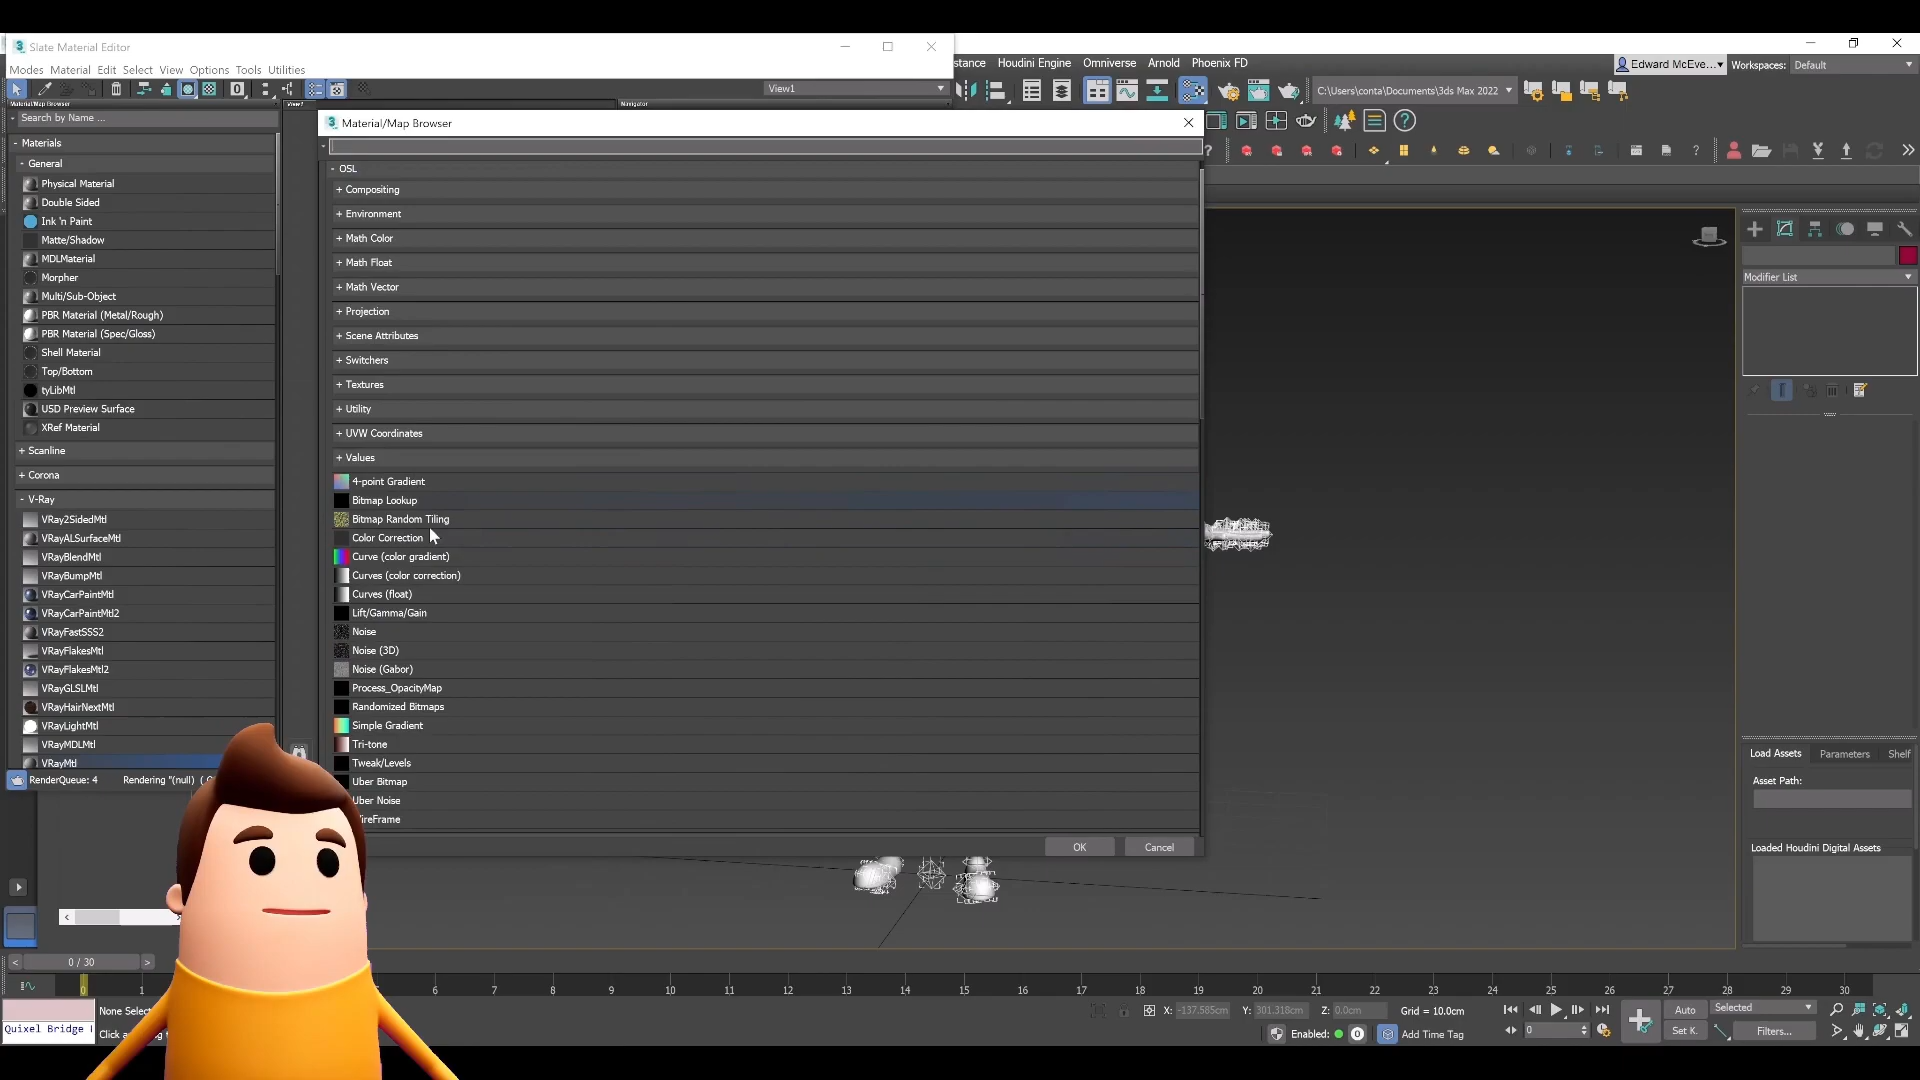 Slate Material Editor
Modes Material Edit Select View Options Tools Utilities
stance Houdini Engine Omniverse Arnold Phoenix FD
Edward McEve... Workspaces: Default
View1
C:\Users\conta\Documents\3ds Max 2022
Material/Map Browser
View1
Navigator
Search by Name ...
Material/Map Browser
- Materials
- General
Physical Material
Double Sided
Ink 'n Paint
Matte/Shadow
MDLMaterial
Morpher
Multi/Sub-Object
PBR Material (Metal/Rough)
PBR Material (Spec/Gloss)
Shell Material
Top/Bottom
tyLibMtl
USD Preview Surface
XRef Material
+ Scanline
+ Corona
- V-Ray
VRay2SidedMtl
VRayALSurfaceMtl
VRayBlendMtl
VRayBumpMtl
VRayCarPaintMtl
VRayCarPaintMtl2
VRayFastSSS2
VRayFlakesMtl
VRayFlakesMtl2
VRayGLSLMtl
VRayHairNextMtl
VRayLightMtl
VRayMDLMtl
VRayMtl
RenderQueue: 4 Rendering "(null)
- OSL
+ Compositing
+ Environment
+ Math Color
+ Math Float
+ Math Vector
+ Projection
+ Scene Attributes
+ Switchers
+ Textures
+ Utility
+ UVW Coordinates
+ Values
4-point Gradient
Bitmap Lookup
Bitmap Random Tiling
Color Correction
Curve (color gradient)
Curves (color correction)
Curves (float)
Lift/Gamma/Gain
Noise
Noise (3D)
Noise (Gabor)
Process_OpacityMap
Randomized Bitmaps
Simple Gradient
Tri-tone
Tweak/Levels
Uber Bitmap
Uber Noise
ireFrame
OK Cancel
Modifier List
Load Assets Parameters Shelf
Asset Path:
Loaded Houdini Digital Assets
0 / 30
0 1 6 7 8 9 10 11 12 13 14 15 16 17 18 19 20 21 22 23 24 25 26 27 28 29 30
None Select
X: -137.585cm Y: 301.318cm Z: 0.0cm Grid = 10.0cm
Auto Selected
Quixel Bridge
Click a
Enabled: Add Time Tag
0
Set K. Filters...